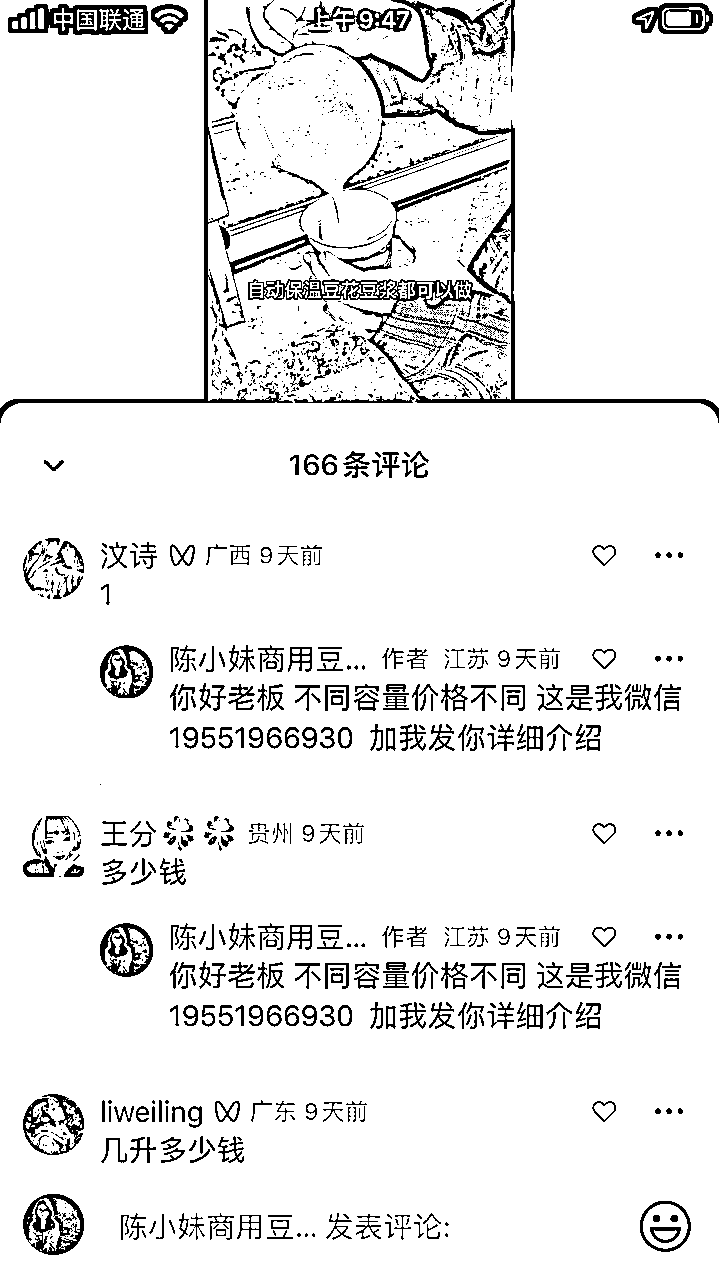 中国联通
上午9:47
自动保温豆花豆浆都可以做
166条评论
汶诗 广西 9天前
1
陈小妹商用豆... 作者 江苏 9天前
你好老板 不同容量价格不同 这是我微信
19551966930 加我发你详细介绍
王分 贵州 9天前
多少钱
陈小妹商用豆... 作者 江苏 9天前
你好老板 不同容量价格不同 这是我微信
19551966930 加我发你详细介绍
liweiling 广东 9天前
几升多少钱
陈小妹商用豆... 发表评论: